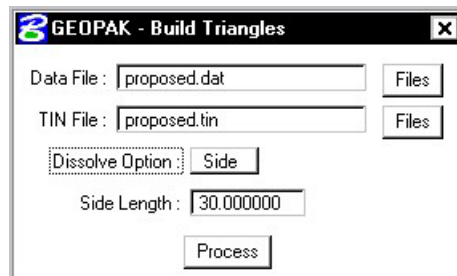 GEOPAK - Build Triangles
Data File : proposed.dat Files
TIN File : proposed.tin Files
Dissolve Option : Side
Side Length : 30.000000
Process